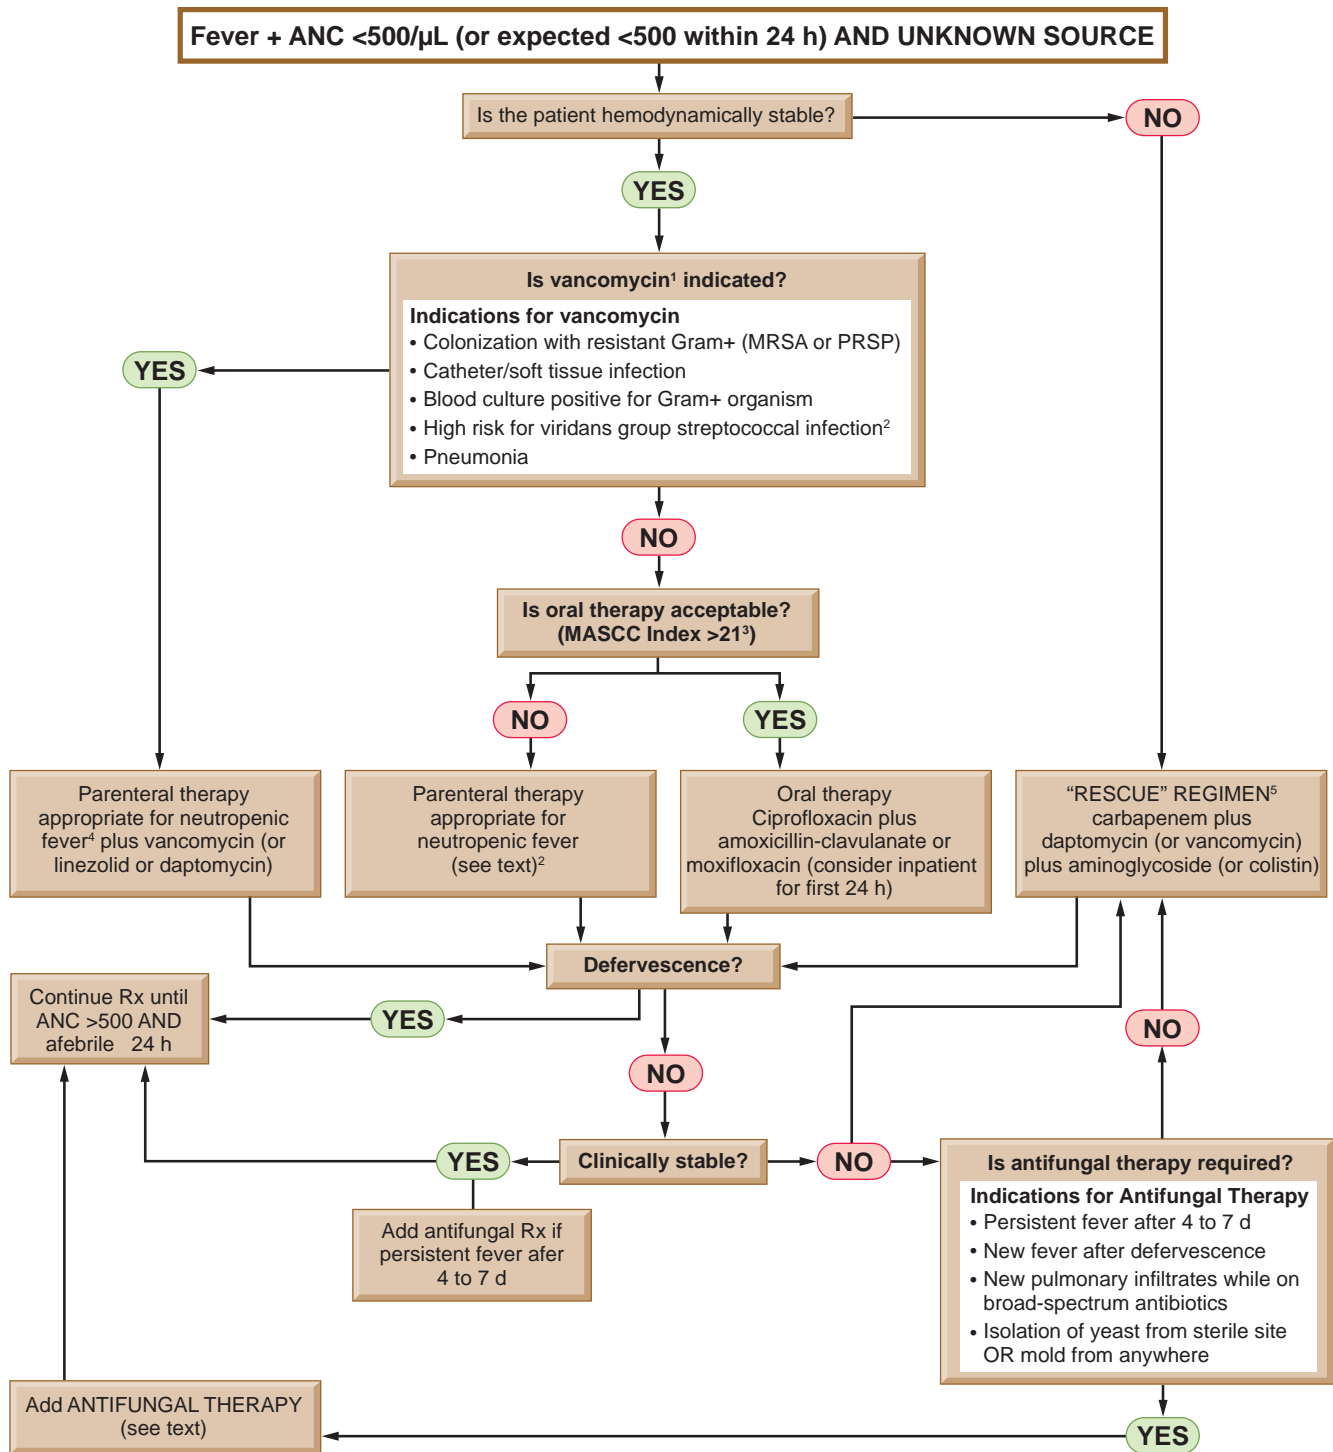 Fever + ANC <500/µL (or expected <500 within 24 h) AND UNKNOWN SOURCE
Is the patient hemodynamically stable?
NO
YES
Is vancomycin¹ indicated?
Indications for vancomycin
• Colonization with resistant Gram+ (MRSA or PRSP)
• Catheter/soft tissue infection
• Blood culture positive for Gram+ organism
• High risk for viridans group streptococcal infection²
• Pneumonia
YES
NO
Is oral therapy acceptable?
(MASCC Index >21³)
NO
YES
Parenteral therapy
appropriate for neutropenic
fever⁴ plus vancomycin (or
linezolid or daptomycin)
Parenteral therapy
appropriate for
neutropenic fever
(see text)²
Oral therapy
Ciprofloxacin plus
amoxicillin-clavulanate or
moxifloxacin (consider inpatient
for first 24 h)
“RESCUE” REGIMEN⁵
carbapenem plus
daptomycin (or vancomycin)
plus aminoglycoside (or colistin)
Defervescence?
Continue Rx until
ANC >500 AND
afebrile 24 h
YES
NO
NO
YES
Clinically stable?
NO
Add antifungal Rx if
persistent fever afer
4 to 7 d
Is antifungal therapy required?
Indications for Antifungal Therapy
• Persistent fever after 4 to 7 d
• New fever after defervescence
• New pulmonary infiltrates while on
broad-spectrum antibiotics
• Isolation of yeast from sterile site
OR mold from anywhere
Add ANTIFUNGAL THERAPY
(see text)
YES